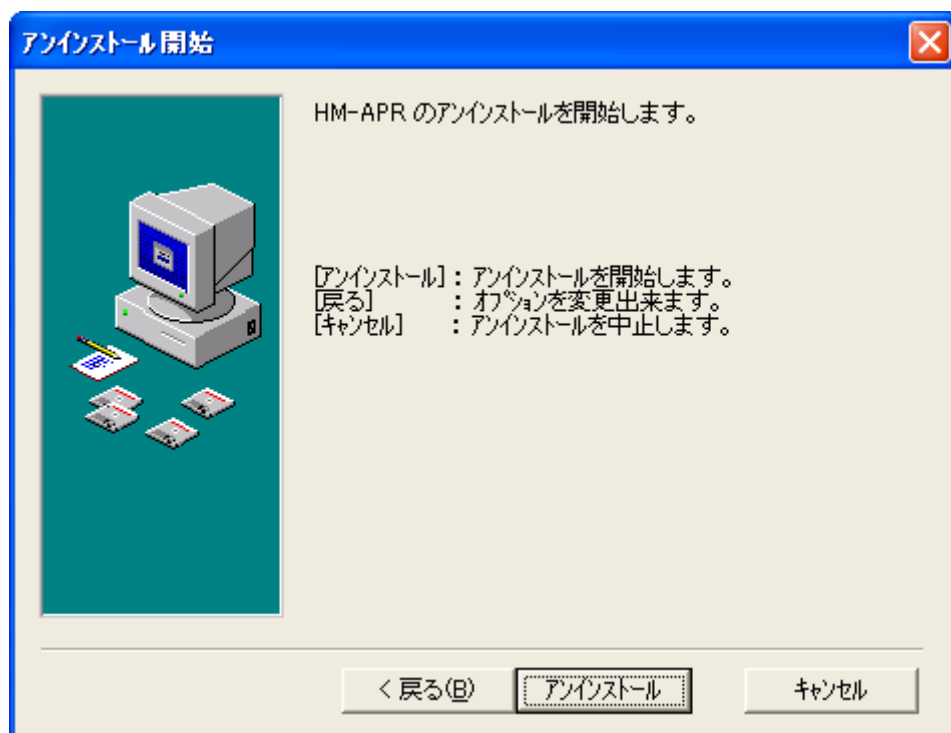 アンインストール開始
HM-APR のアンインストールを開始します。
[アンインストール] : アンインストールを開始します。
[戻る] : オプションを変更出来ます。
[キャンセル] : アンインストールを中止します。
< 戻る(B) アンインストール キャンセル